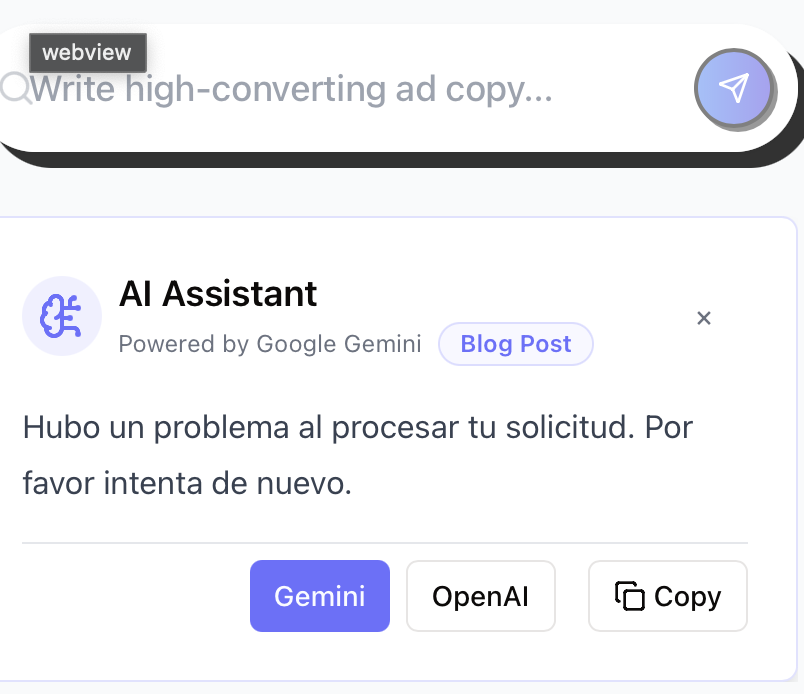 webview
Write high-converting ad copy...
AI Assistant
Powered by Google Gemini Blog Post
×
Hubo un problema al procesar tu solicitud. Por
favor intenta de nuevo.
Gemini OpenAI Copy